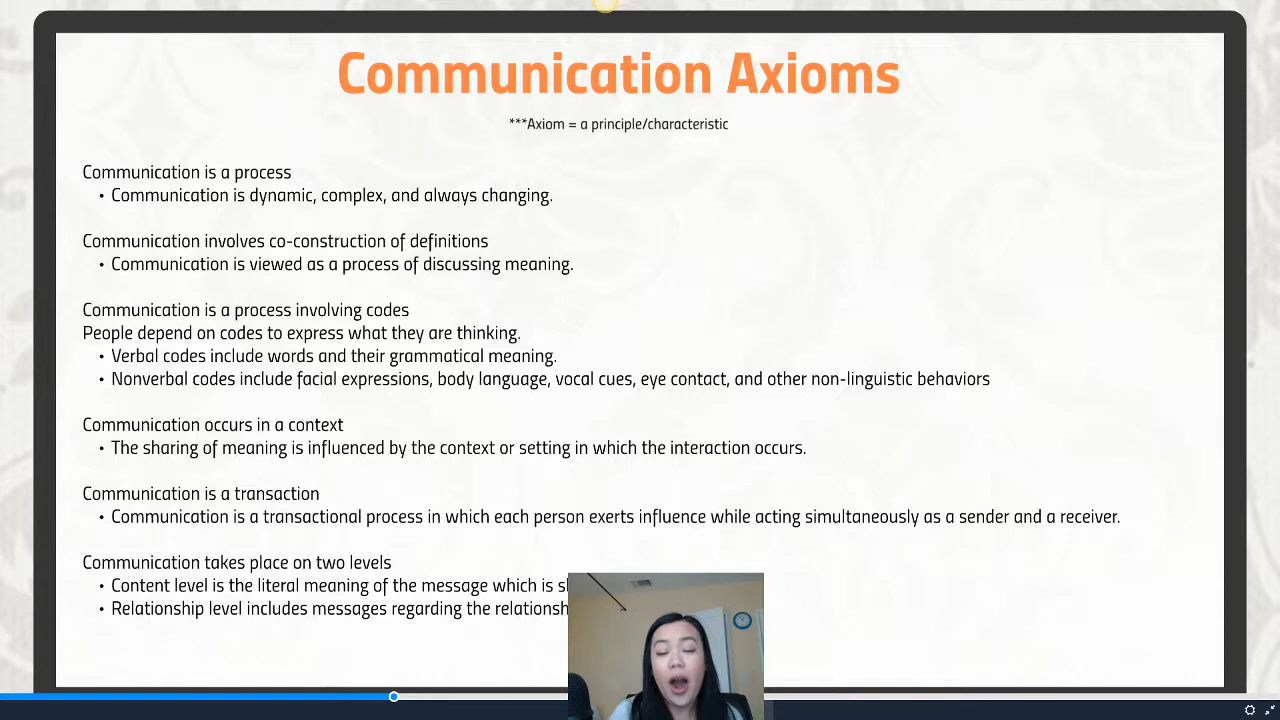 Communication Axioms
***Axiom = a principle/characteristic
Communication is a process
• Communication is dynamic, complex, and always changing.
Communication involves co-construction of definitions
• Communication is viewed as a process of discussing meaning.
Communication is a process involving codes
People depend on codes to express what they are thinking.
• Verbal codes include words and their grammatical meaning.
• Nonverbal codes include facial expressions, body language, vocal cues, eye contact, and other non-linguistic behaviors
Communication occurs in a context
• The sharing of meaning is influenced by the context or setting in which the interaction occurs.
Communication is a transaction
• Communication is a transactional process in which each person exerts influence while acting simultaneously as a sender and a receiver.
Communication takes place on two levels
• Content level is the literal meaning of the message which is
• Relationship level includes messages regarding the